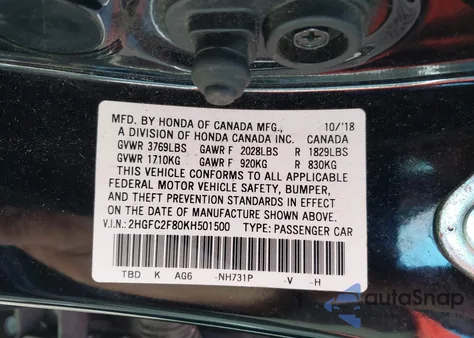 MFD. BY HONDA OF CANADA MFG., 10/'18
A DIVISION OF HONDA CANADA INC. CANADA
GVWR 3769LBS GAWR F 2028LBS R 1829LBS
GVWR 1710KG GAWR F 920KG R 830KG
THIS VEHICLE CONFORMS TO ALL APPLICABLE
FEDERAL MOTOR VEHICLE SAFETY, BUMPER,
AND THEFT PREVENTION STANDARDS IN EFFECT
ON THE DATE OF MANUFACTURE SHOWN ABOVE.
V.I.N.: 2HGFC2F80KH501500 TYPE: PASSENGER CAR
TBD K AG6 -NH731P -V -H
autoSnap